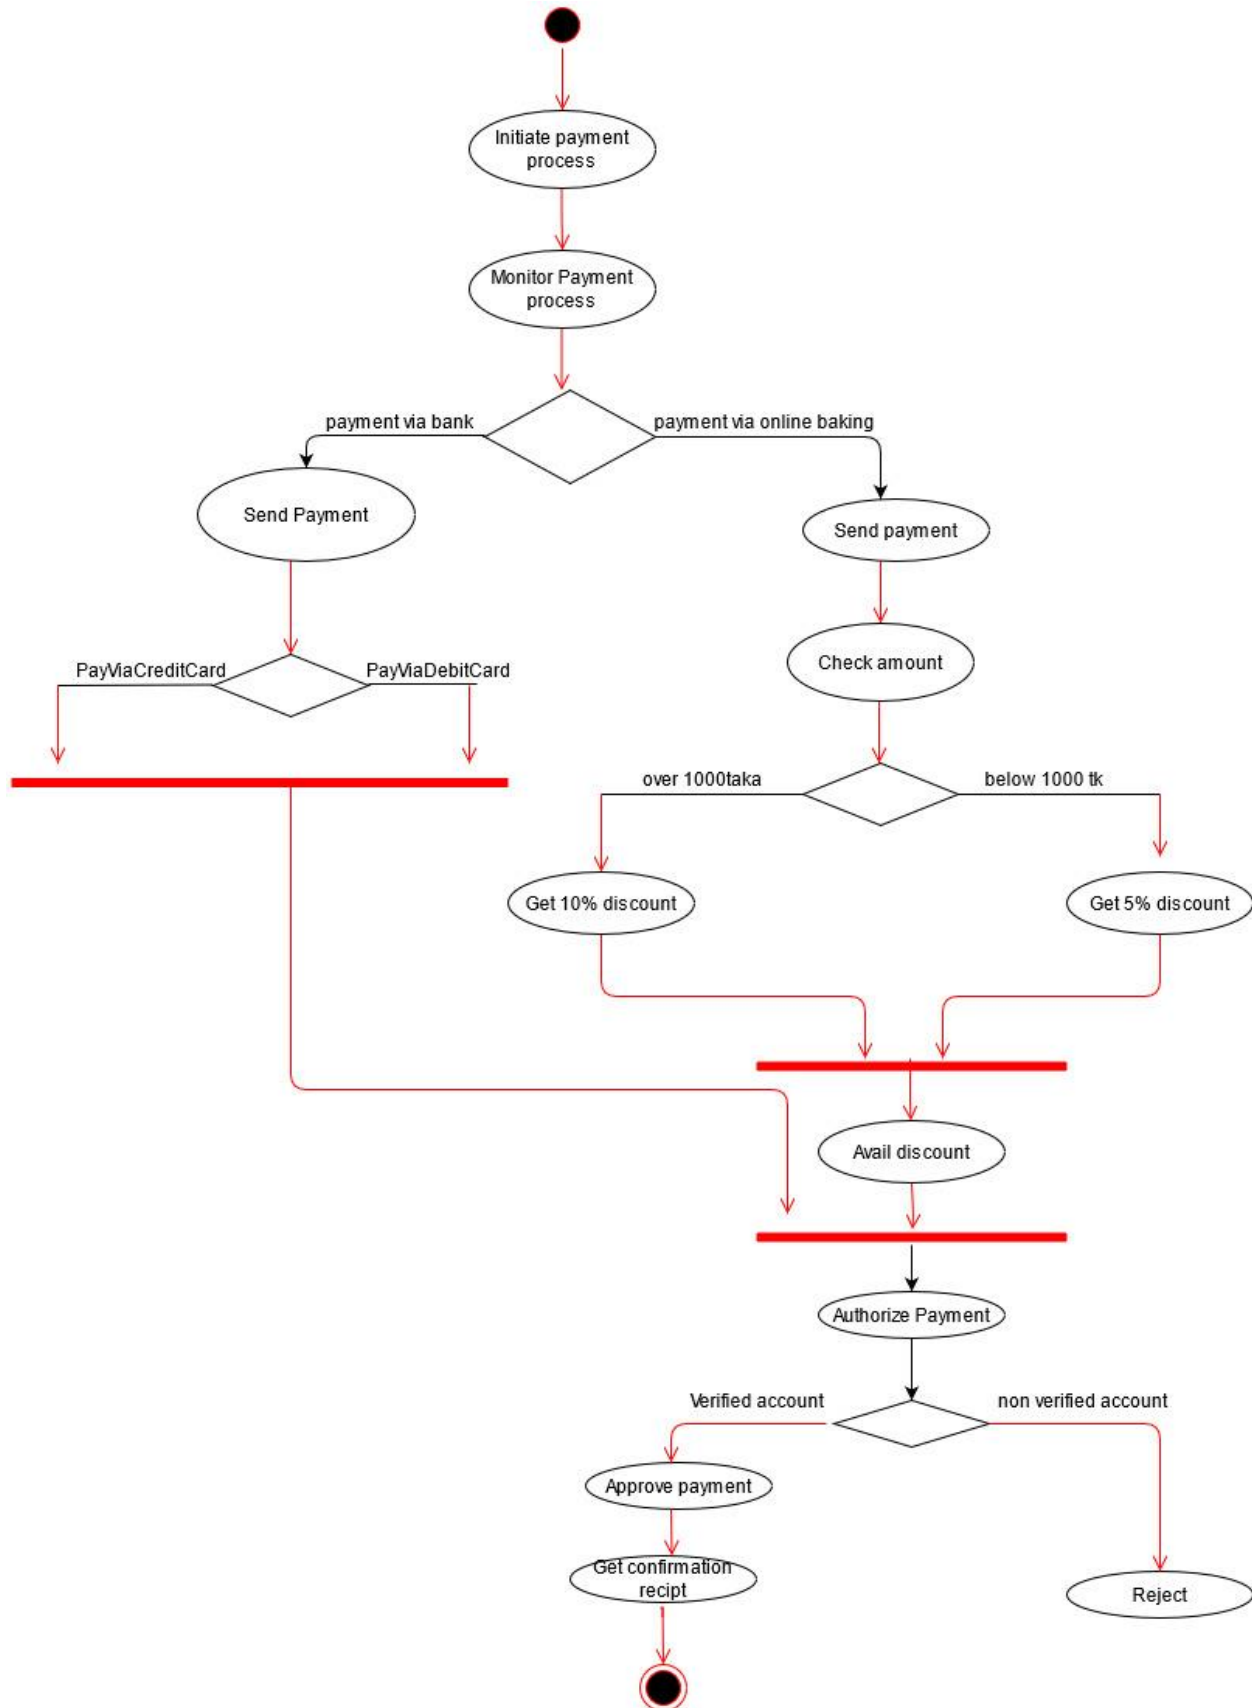 Initiate payment
process
Monitor Payment
process
payment via bank
payment via online baking
Send Payment
Send payment
Check amount
PayViaCreditCard
PayViaDebitCard
over 1000taka
below 1000 tk
Get 10% discount
Get 5% discount
Avail discount
Authorize Payment
Verified account
non verified account
Approve payment
Get confirmation
recipt
Reject